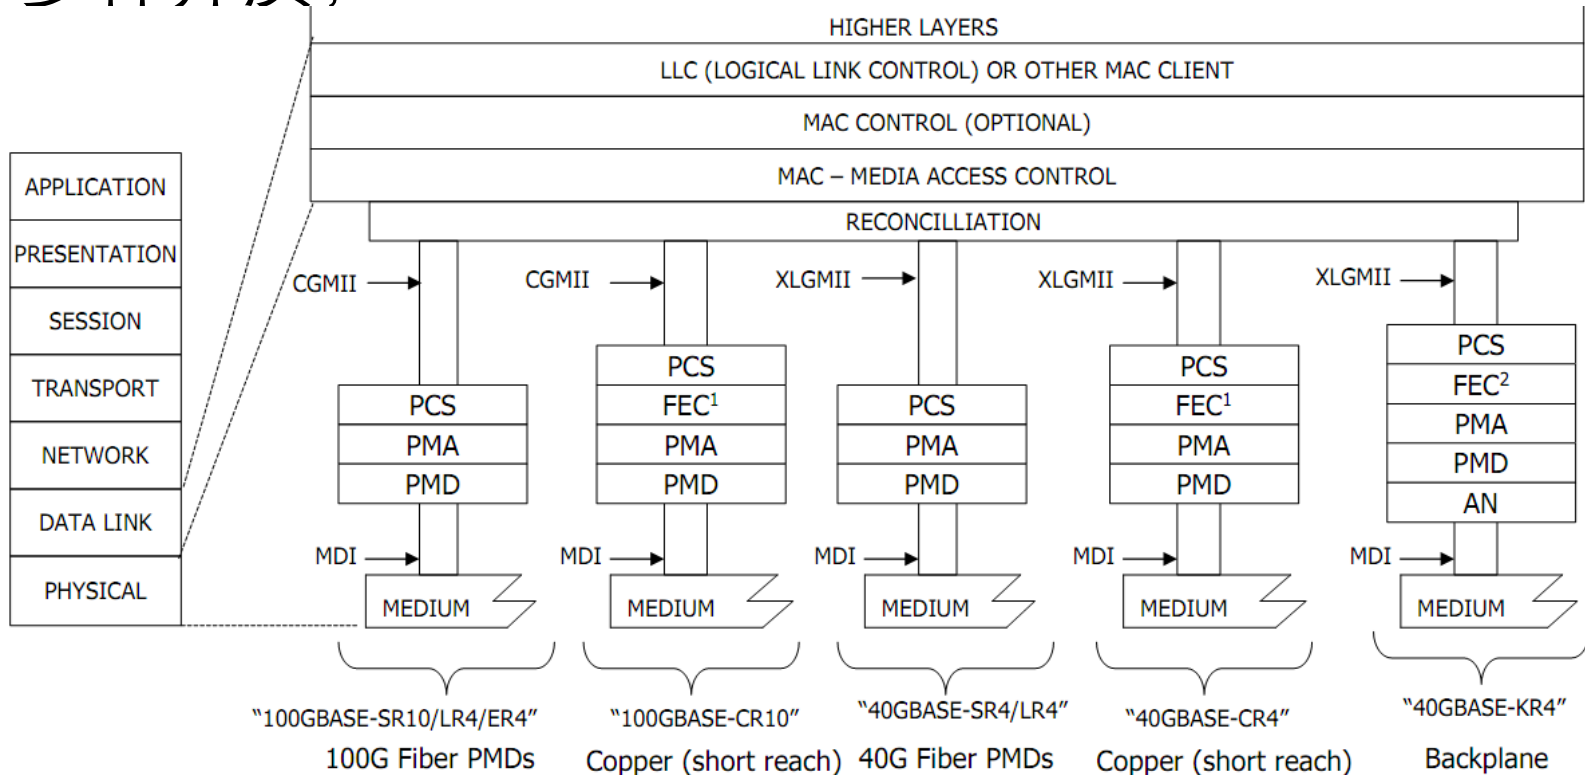 HIGHER LAYERS
LLC (LOGICAL LINK CONTROL) OR OTHER MAC CLIENT
MAC CONTROL (OPTIONAL)
MAC – MEDIA ACCESS CONTROL
RECONCILLIATION
APPLICATION
PRESENTATION
SESSION
TRANSPORT
NETWORK
DATA LINK
PHYSICAL
CGMII
PCS
PMA
PMD
MDI
MEDIUM
"100GBASE-SR10/LR4/ER4"
100G Fiber PMDs
CGMII
PCS
FEC¹
PMA
PMD
MDI
MEDIUM
"100GBASE-CR10"
Copper (short reach)
XLGMII
PCS
PMA
PMD
MDI
MEDIUM
"40GBASE-SR4/LR4"
40G Fiber PMDs
XLGMII
PCS
FEC¹
PMA
PMD
MDI
MEDIUM
"40GBASE-CR4"
Copper (short reach)
XLGMII
PCS
FEC²
PMA
PMD
AN
MDI
MEDIUM
"40GBASE-KR4"
Backplane